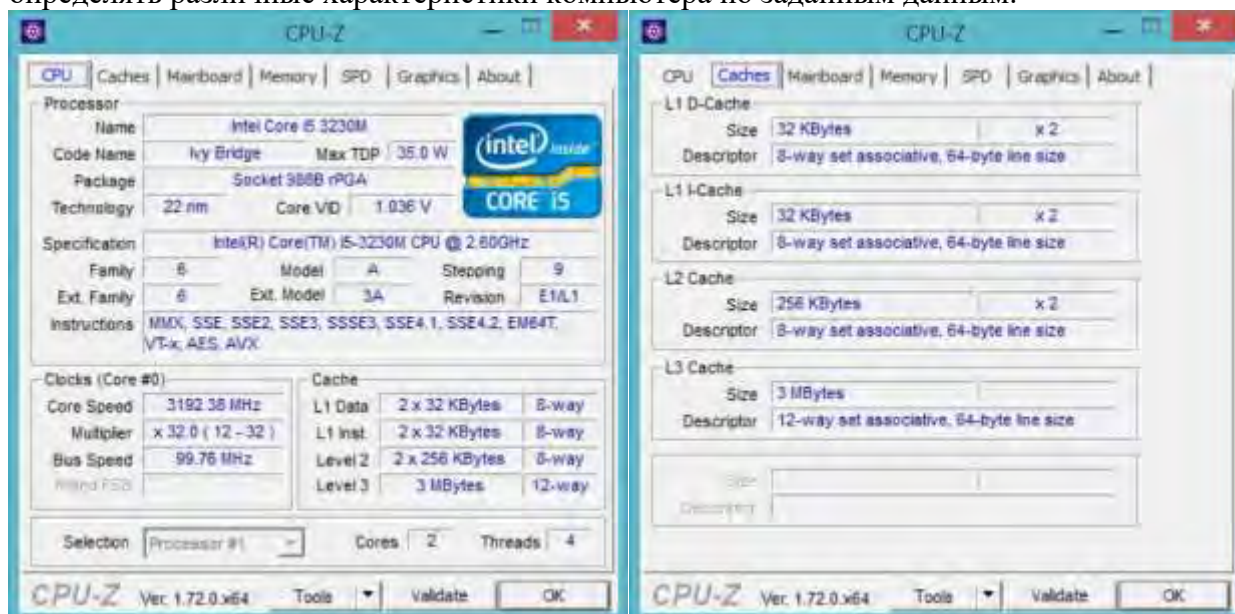 определять различные характеристики компьютера по заданным данным.
CPU-Z
CPU Caches Mainboard Memory SPD Graphics About
Processor
Name Intel Core i5 3230M
Code Name Ivy Bridge Max TDP 35.0 W
Package Socket 988B rPGA
Technology 22 nm Core VID 1.036 V
intel inside
CORE i5
Specification Intel(R) Core(TM) i5-3230M CPU @ 2.60GHz
Family 6 Model A Stepping 9
Ext. Family 6 Ext. Model 3A Revision E1/L1
Instructions MMX, SSE, SSE2, SSE3, SSSE3, SSE4.1, SSE4.2, EM64T,
VT-x, AES, AVX
Clocks (Core #0)
Core Speed 3192.38 MHz
Multiplier x 32.0 ( 12 - 32 )
Bus Speed 99.76 MHz
Rated FSB
Cache
L1 Data 2 x 32 KBytes 8-way
L1 Inst. 2 x 32 KBytes 8-way
Level 2 2 x 256 KBytes 8-way
Level 3 3 MBytes 12-way
Selection Processor #1 Cores 2 Threads 4
CPU-Z Ver. 1.72.0.x64 Tools Validate OK
CPU-Z
CPU Caches Mainboard Memory SPD Graphics About
L1 D-Cache
Size 32 KBytes x 2
Descriptor 8-way set associative, 64-byte line size
L1 I-Cache
Size 32 KBytes x 2
Descriptor 8-way set associative, 64-byte line size
L2 Cache
Size 256 KBytes x 2
Descriptor 8-way set associative, 64-byte line size
L3 Cache
Size 3 MBytes
Descriptor 12-way set associative, 64-byte line size
Size
Descriptor
CPU-Z Ver. 1.72.0.x64 Tools Validate OK